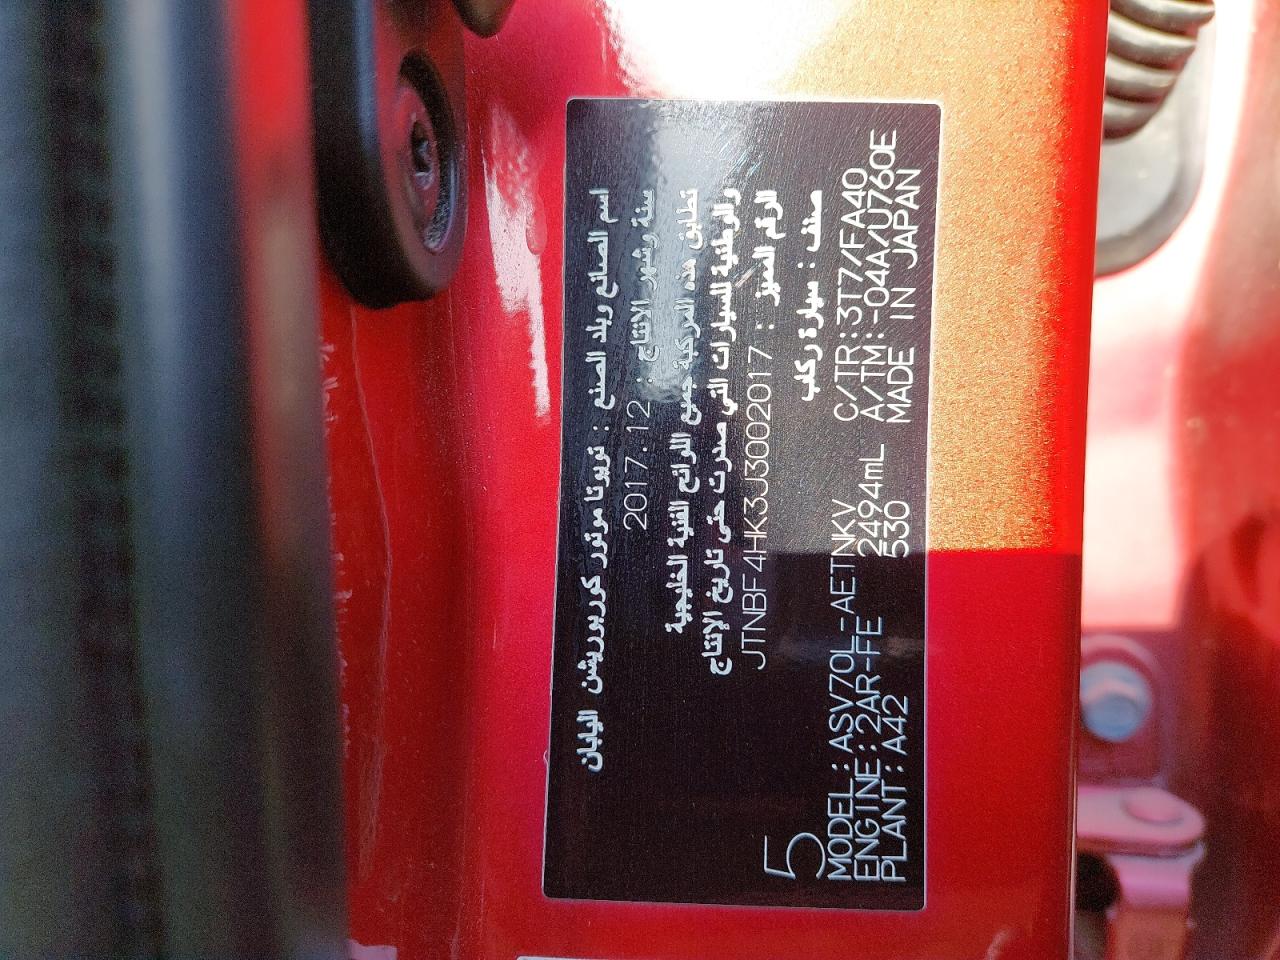 اسم الصانع وبلد الصنع : تويوتا موتور كوربوريشن اليابان
سنة وشهر الانتاج : 2017.12
تطابق هذه المركبة جميع اللوائح الفنية الخليجية
والوطنية للسيارات التي صدرت حتى تاريخ الإنتاج
الرقم المميز : JTNBF4HK3J3002017
صنف : سيارة ركاب
5
MODEL : ASV70L-AETNKV C/TR : 3T7/FA40
ENGINE : 2AR-FE 2494mL A/TM : -04A/U760E
PLANT : A42 530 MADE IN JAPAN